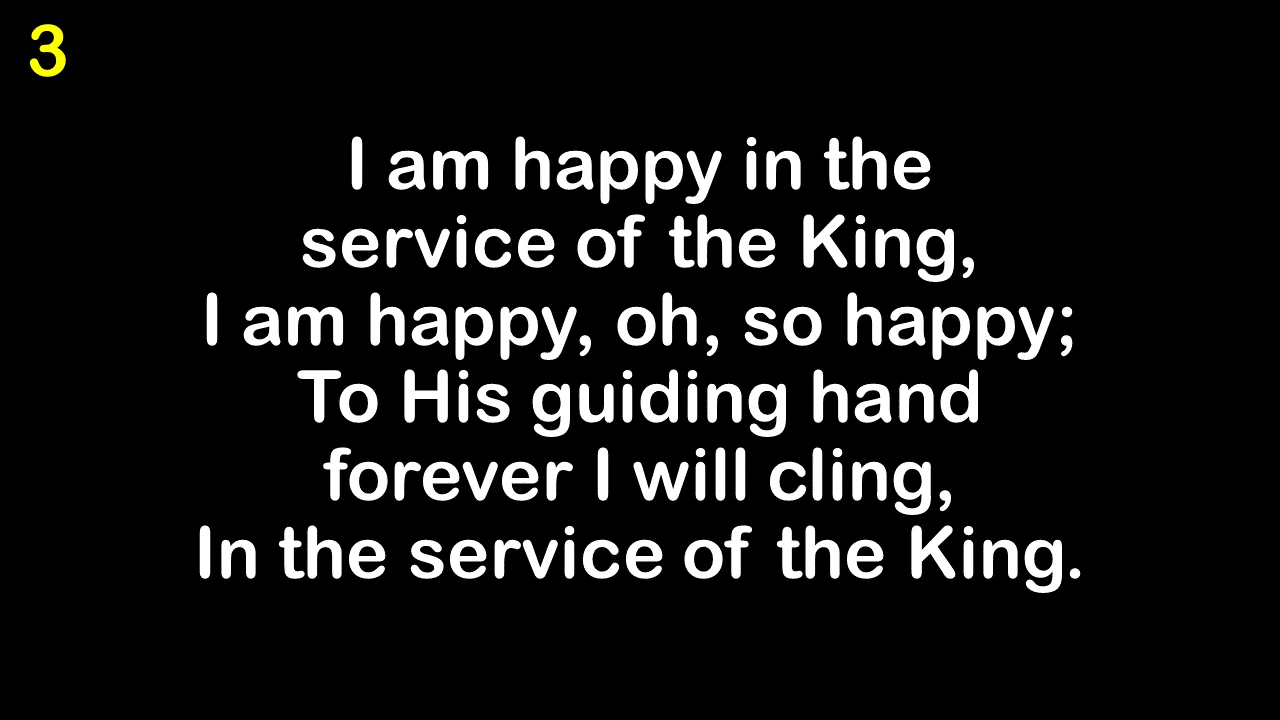 3
I am happy in the
service of the King,
I am happy, oh, so happy;
To His guiding hand
forever I will cling,
In the service of the King.